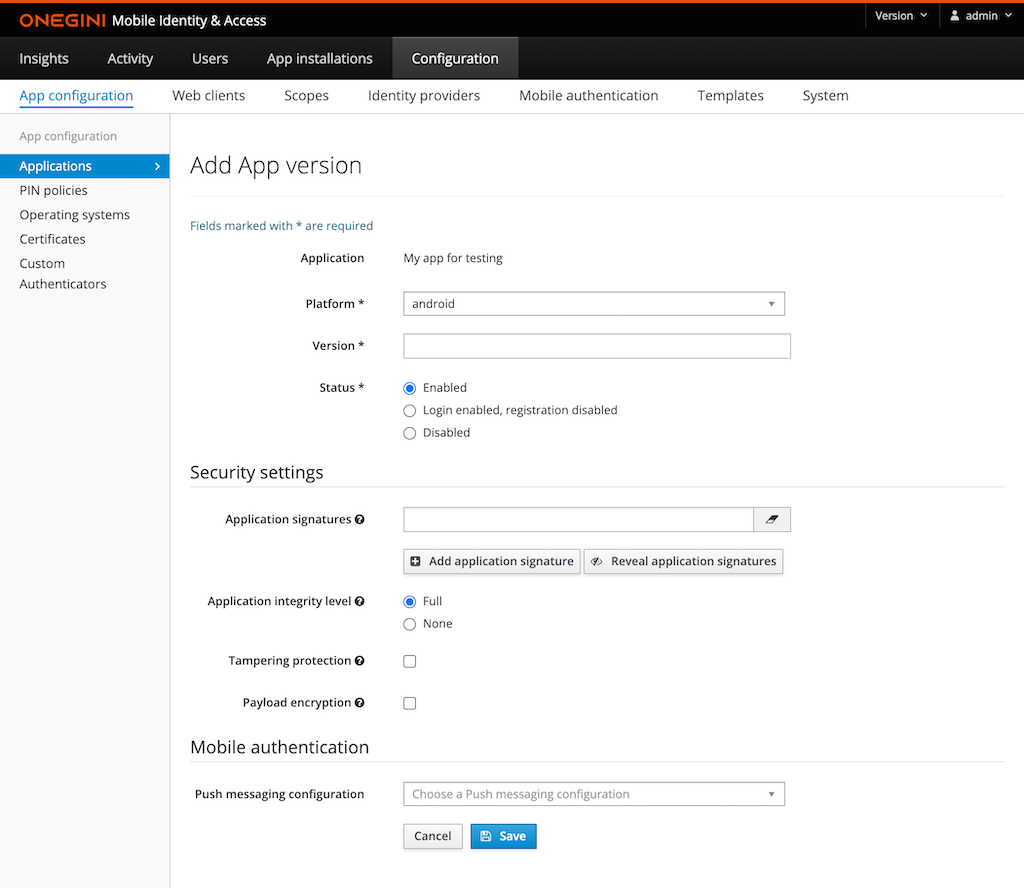 ONEGINI Mobile Identity & Access
Version
admin
Insights
Activity
Users
App installations
Configuration
App configuration
Web clients
Scopes
Identity providers
Mobile authentication
Templates
System
App configuration
Applications
PIN policies
Operating systems
Certificates
Custom
Authenticators
Add App version
Fields marked with * are required
Application
My app for testing
Platform *
android
Version *
Status *
Enabled
Login enabled, registration disabled
Disabled
Security settings
Application signatures
Add application signature
Reveal application signatures
Application integrity level
Full
None
Tampering protection
Payload encryption
Mobile authentication
Push messaging configuration
Choose a Push messaging configuration
Cancel
Save